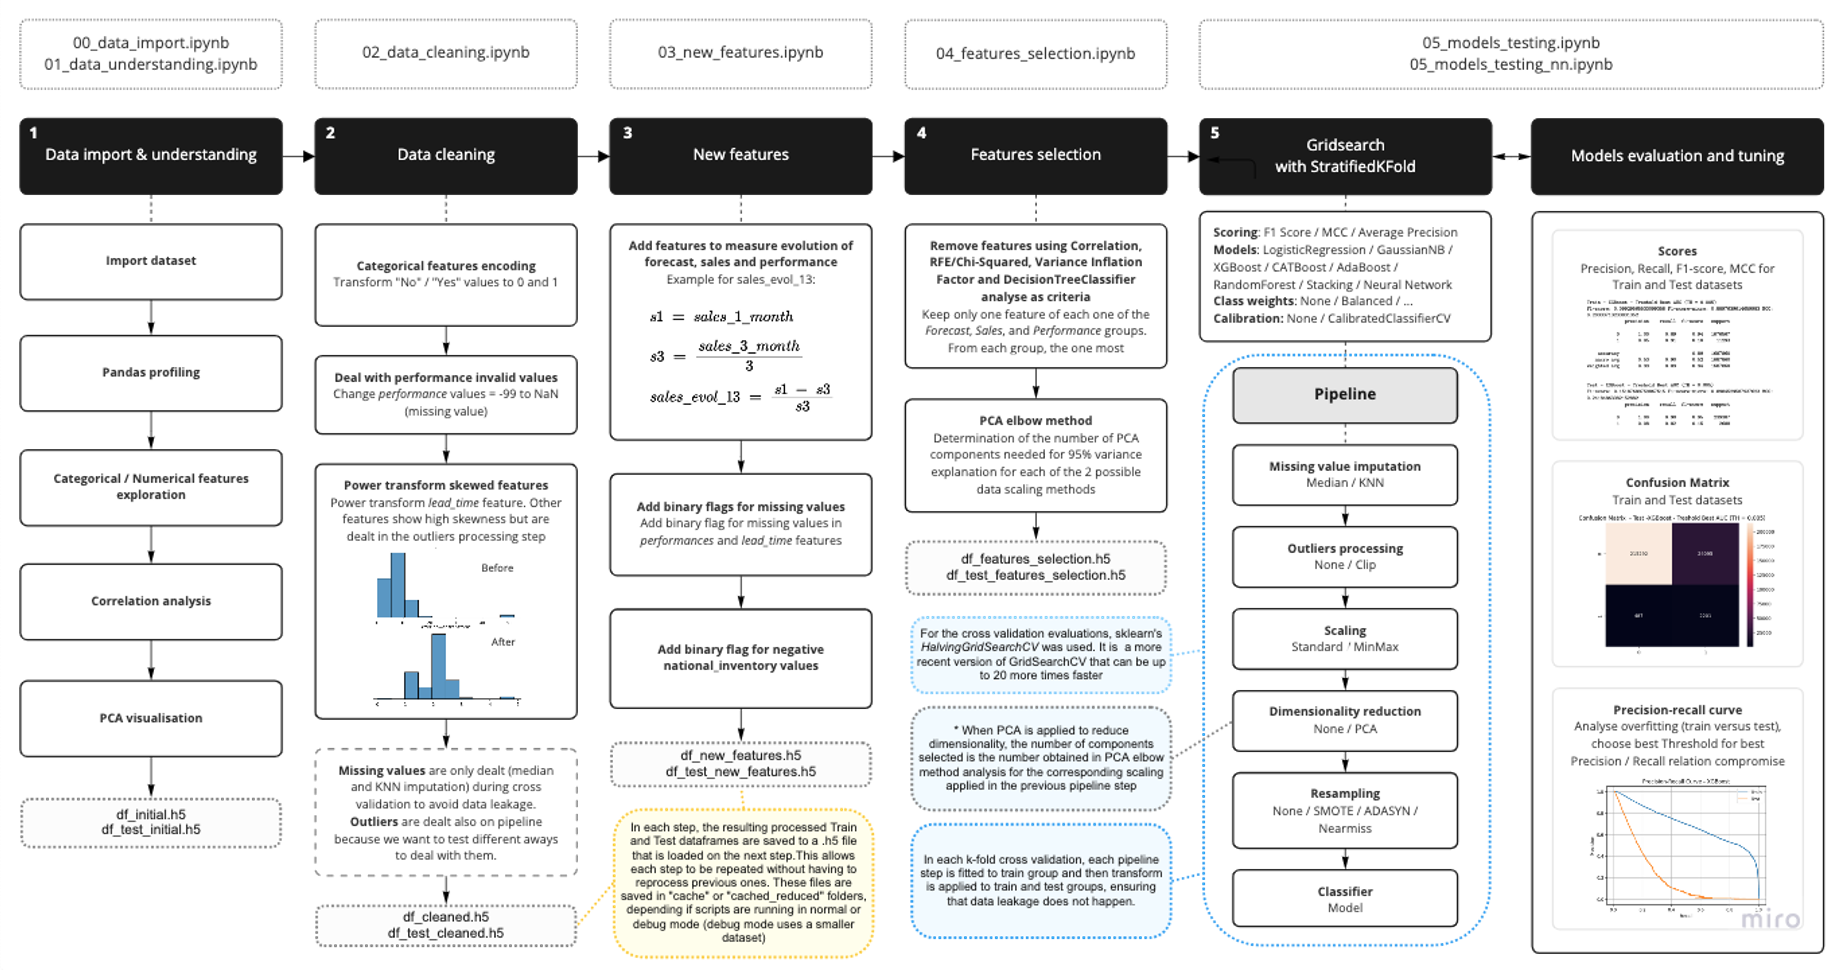 00_data_import.ipynb
01_data_understanding.ipynb
02_data_cleaning.ipynb
03_new_features.ipynb
04_features_selection.ipynb
05_models_testing.ipynb
05_models_testing_nn.ipynb
1
Data import & understanding
2
Data cleaning
3
New features
4
Features selection
5
Gridsearch
with StratifiedKFold
Models evaluation and tuning
Import dataset
Pandas profiling
Categorical / Numerical features
exploration
Correlation analysis
PCA visualisation
df_initial.h5
df_test_initial.h5
Categorical features encoding
Transform "No" / "Yes" values to 0 and 1
Deal with performance invalid values
Change performance values = -99 to NaN
(missing value)
Power transform skewed features
Power transform lead_time feature. Other
features show high skewness but are
dealt in the outliers processing step
Before
After
Missing values are only dealt (median
and KNN imputation) during cross
validation to avoid data leakage.
Outliers are dealt also on pipeline
because we want to test different aways
to deal with them.
df_cleaned.h5
df_test_cleaned.h5
Add features to measure evolution of
forecast, sales and performance
Example for sales_evol_13:
s1 = sales_1_month
s3 = sales_3_month
3
sales_evol_13 = s1 − s3
s3
Add binary flags for missing values
Add binary flag for missing values in
performances and lead_time features
Add binary flag for negative
national_inventory values
df_new_features.h5
df_test_new_features.h5
In each step, the resulting processed Train
and Test dataframes are saved to a .h5 file
that is loaded on the next step.This allows
each step to be repeated without having to
reprocess previous ones. These files are
saved in "cache" or "cached_reduced" folders,
depending if scripts are running in normal or
debug mode (debug mode uses a smaller
dataset)
Remove features using Correlation,
RFE/Chi-Squared, Variance Inflation
Factor and DecisionTreeClassifier
analyse as criteria
Keep only one feature of each one of the
Forecast, Sales, and Performance groups.
From each group, the one most
PCA elbow method
Determination of the number of PCA
components needed for 95% variance
explanation for each of the 2 possible
data scaling methods
df_features_selection.h5
df_test_features_selection.h5
For the cross validation evaluations, sklearn's
HalvingGridSearchCV was used. It is a more
recent version of GridSearchCV that can be up
to 20 more times faster
* When PCA is applied to reduce
dimensionality, the number of components
selected is the number obtained in PCA elbow
method analysis for the corresponding scaling
applied in the previous pipeline step
In each k-fold cross validation, each pipeline
step is fitted to train group and then transform
is applied to train and test groups, ensuring
that data leakage does not happen.
Scoring: F1 Score / MCC / Average Precision
Models: LogisticRegression / GaussianNB /
XGBoost / CATBoost / AdaBoost /
RandomForest / Stacking / Neural Network
Class weights: None / Balanced / ...
Calibration: None / CalibratedClassifierCV
Pipeline
Missing value imputation
Median / KNN
Outliers processing
None / Clip
Scaling
Standard / MinMax
Dimensionality reduction
None / PCA
Resampling
None / SMOTE / ADASYN /
Nearmiss
Classifier
Model
Scores
Precision, Recall, F1-score, MCC for
Train and Test datasets
Confusion Matrix
Train and Test datasets
Confusion Matrix - Test -XGBoost - Treshold Best AUC (TH = 0.005)
Precision-recall curve
Analyse overfitting (train versus test),
choose best Threshold for best
Precision / Recall relation compromise
Precision-Recall Curve - XGBoost
miro